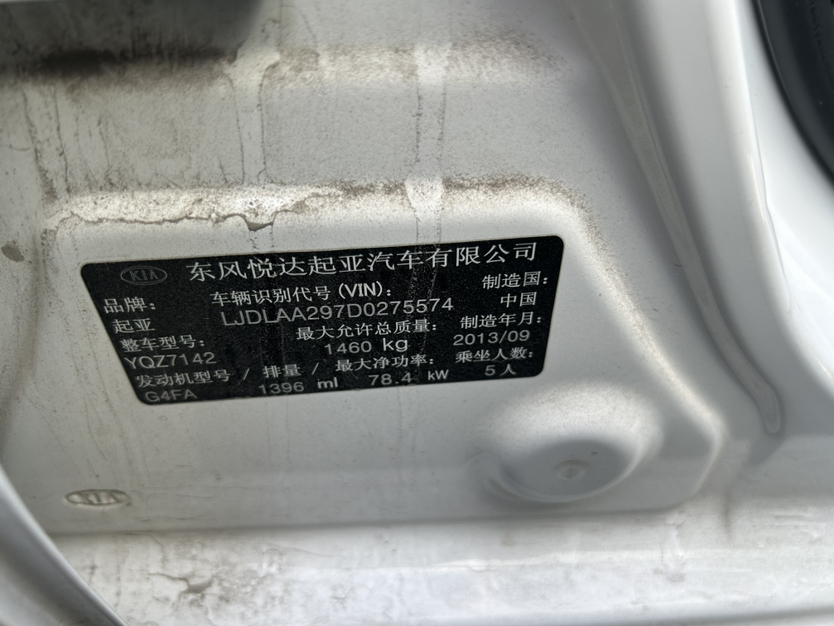 KIA 东风悦达起亚汽车有限公司
品牌: 车辆识别代号(VIN): 制造国:
起亚 LJDLAA297D0275574 中国
整车型号: 最大允许总质量: 制造年月:
YQZ7142 1460 kg 2013/09
发动机型号 / 排量 / 最大净功率: 乘坐人数:
G4FA 1396 ml 78.4 kW 5人
KIA